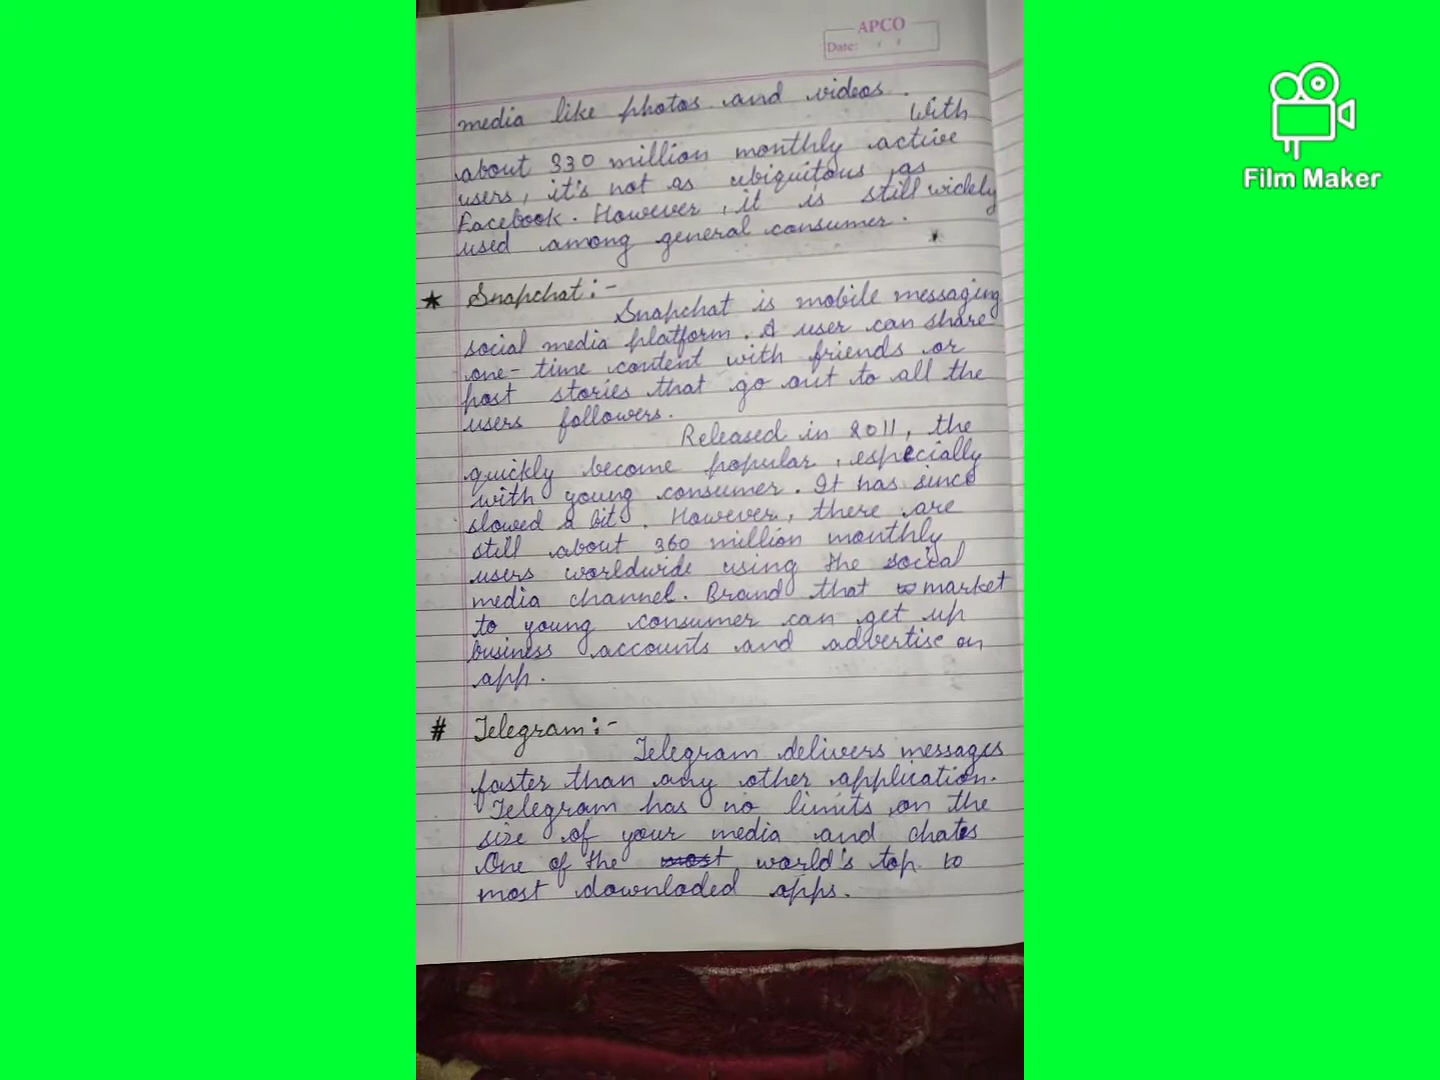 APCO
Date:
media like photos and videos.
With
about 330 million monthly active
users, it's not as ubiquitous as
Facebook. However, it is still widely
used among general consumer.
★ Snapchat:-
Snapchat is mobile messaging
social media platform. A user can share
one-time content with friends or
post stories that go out to all the
users followers.
Released in 2011, the
quickly become popular, especially
with young consumer. It has since
slowed a bit. However, there are
still about 360 million monthly
users worldwide using the social
media channel. Brand that market
to young consumer can get up
business accounts and advertise on
app.
# Telegram:-
Telegram delivers messages
faster than any other application.
Telegram has no limits on the
size of your media and chats
One of the most world's top 10
most downloded apps.
Film Maker